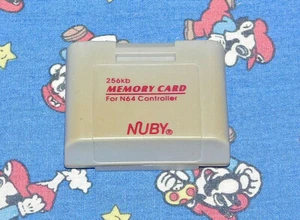 256kb
MEMORY CARD
For N64 Controller
NUBY®